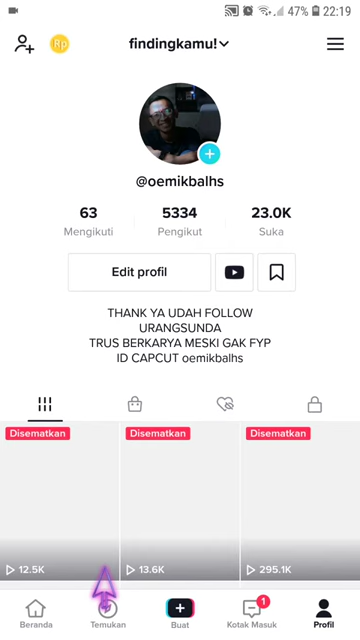 47% 22:19
Rp findingkamu!
@oemikbalhs
63 5334 23.0K
Mengikuti Pengikut Suka
Edit profil
THANK YA UDAH FOLLOW
URANGSUNDA
TRUS BERKARYA MESKI GAK FYP
ID CAPCUT oemikbalhs
Disematkan Disematkan Disematkan
12.5K 13.6K 295.1K
1
Beranda Temukan Buat Kotak Masuk Profil